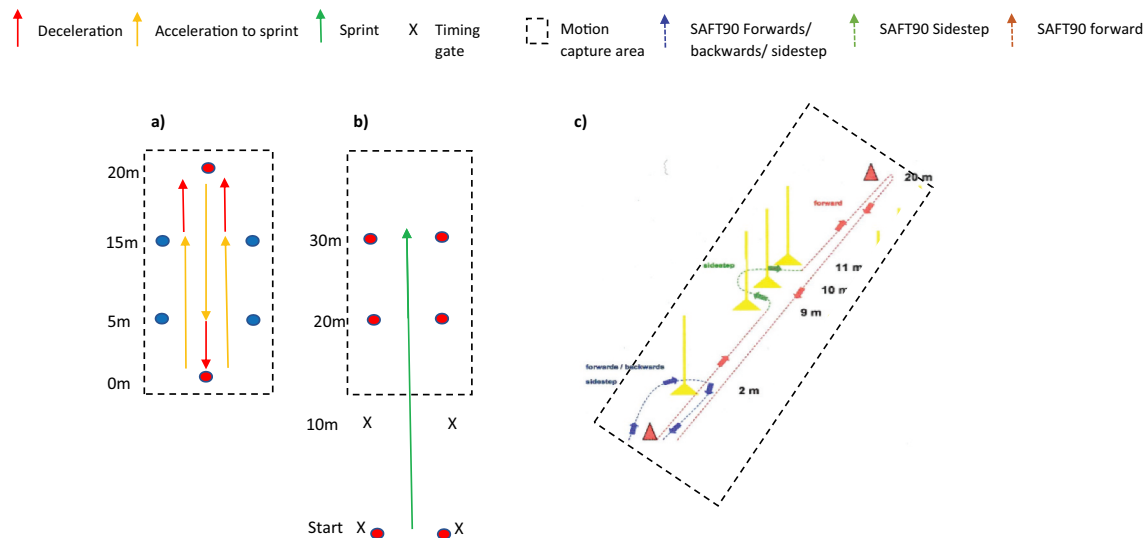 Deceleration
Acceleration to sprint
Sprint
X
Timing
gate
Motion
capture area
SAFT90 Forwards/
backwards/ sidestep
SAFT90 Sidestep
SAFT90 forward
a)
20m
15m
5m
0m
b)
30m
20m
10m
X
X
Start
X
X
c)
20 m
forward
sidestep
11 m
10 m
9 m
forwards / backwards
sidestep
2 m